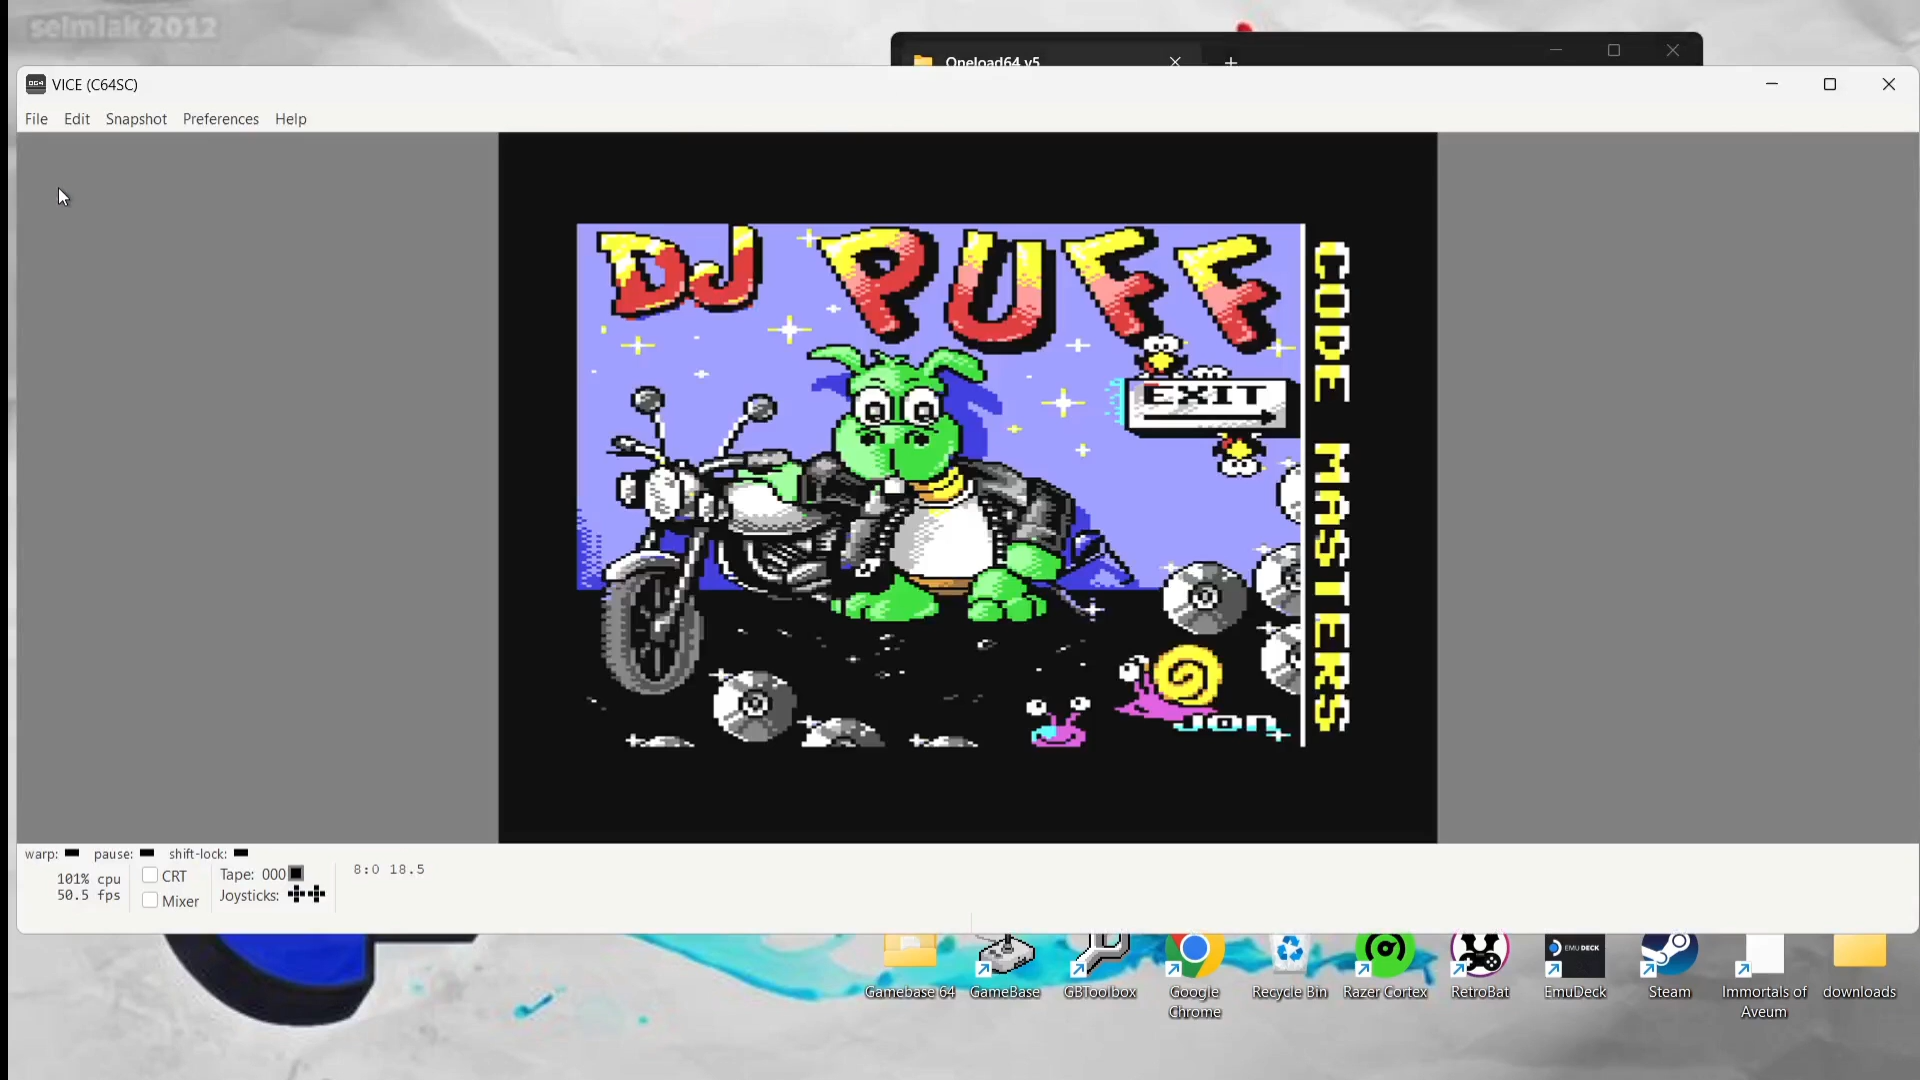 selmiak 2012
Oneload64 v5
VICE (C64SC)
File Edit Snapshot Preferences Help
DJ PUFF
EXIT
CODE MASTERS
Jon
warp: pause: shift-lock:
101% cpu
50.5 fps
CRT
Mixer
Tape: 000
Joysticks:
8:0 18.5
Gamebase 64
GameBase
GBToolbox
Google
Chrome
Recycle Bin
Razer Cortex
RetroBat
EMU DECK
EmuDeck
Steam
Immortals of
Aveum
downloads